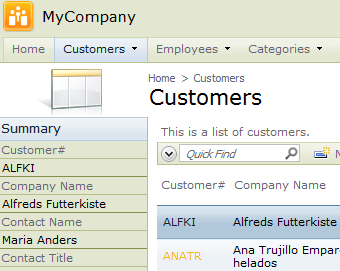 MyCompany
Home Customers Employees Categories
Home > Customers
Customers
Summary
Customer#
ALFKI
Company Name
Alfreds Futterkiste
Contact Name
Maria Anders
Contact Title
This is a list of customers.
Quick Find N
Customer# Company Name
ALFKI Alfreds Futterkiste
ANATR Ana Trujillo Empar
helados